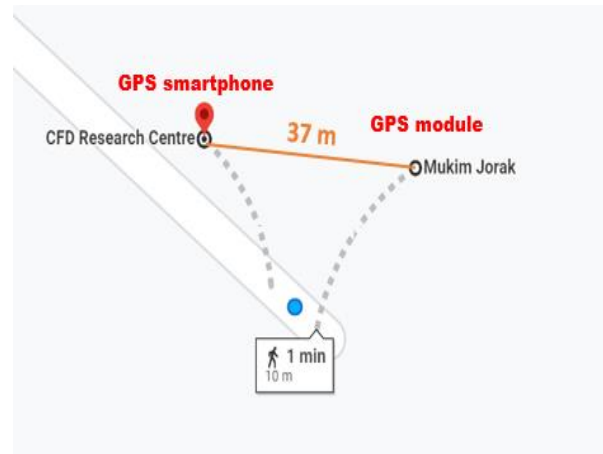 GPS smartphone
CFD Research Centre
37 m
GPS module
Mukim Jorak
1 min
10 m